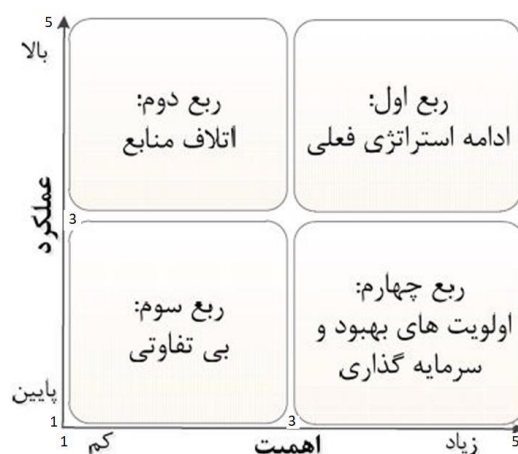 5
بالا
ربع دوم:
اتلاف منابع
ربع اول:
ادامه استراتژی فعلی
عملکرد
3
ربع سوم:
بی تفاوتی
ربع چهارم:
اولویت های بهبود و
سرمایه گذاری
پایین
1
1
کم
اهمیت
3
زیاد
5